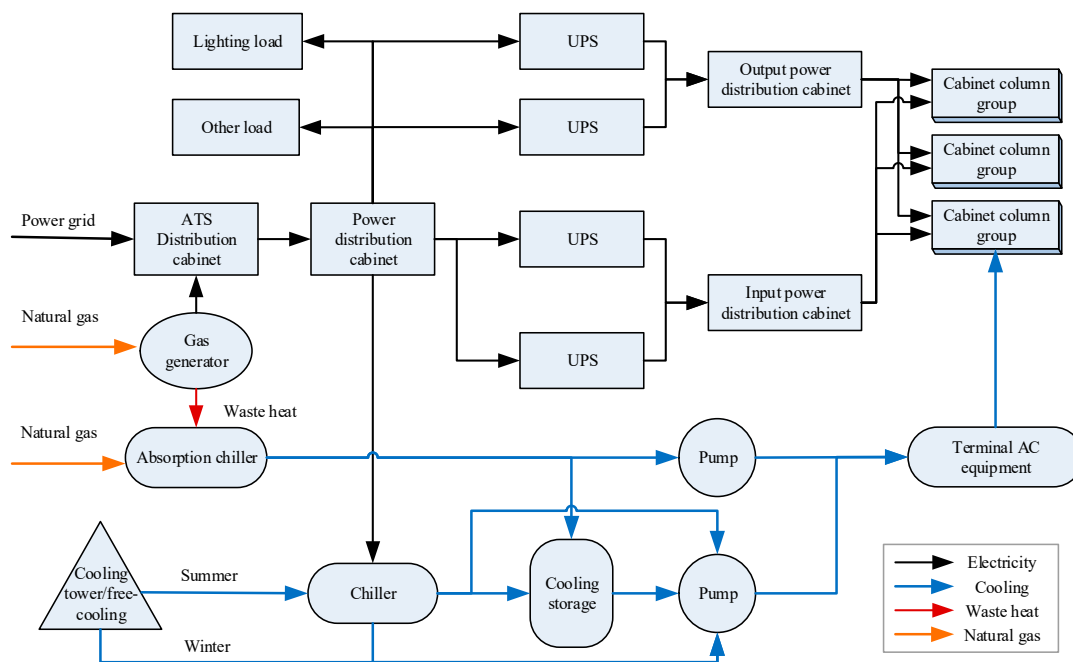 Lighting load
UPS
Output power
distribution cabinet
Cabinet column
group
Other load
UPS
Cabinet column
group
Power grid
ATS
Distribution
cabinet
Power
distribution
cabinet
UPS
Cabinet column
group
Input power
distribution cabinet
Natural gas
Gas
generator
UPS
Waste heat
Natural gas
Absorption chiller
Pump
Terminal AC
equipment
Cooling
tower/free-
cooling
Summer
Chiller
Cooling
storage
Pump
Winter
Electricity
Cooling
Waste heat
Natural gas